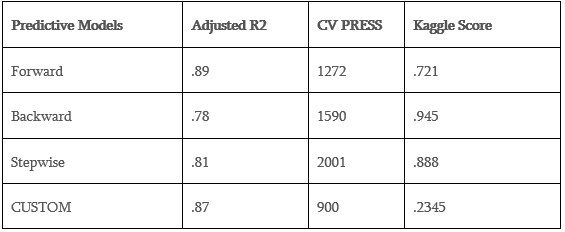 Predictive Models Adjusted R2 CV PRESS Kaggle Score
Forward .89 1272 .721
Backward .78 1590 .945
Stepwise .81 2001 .888
CUSTOM .87 900 .2345